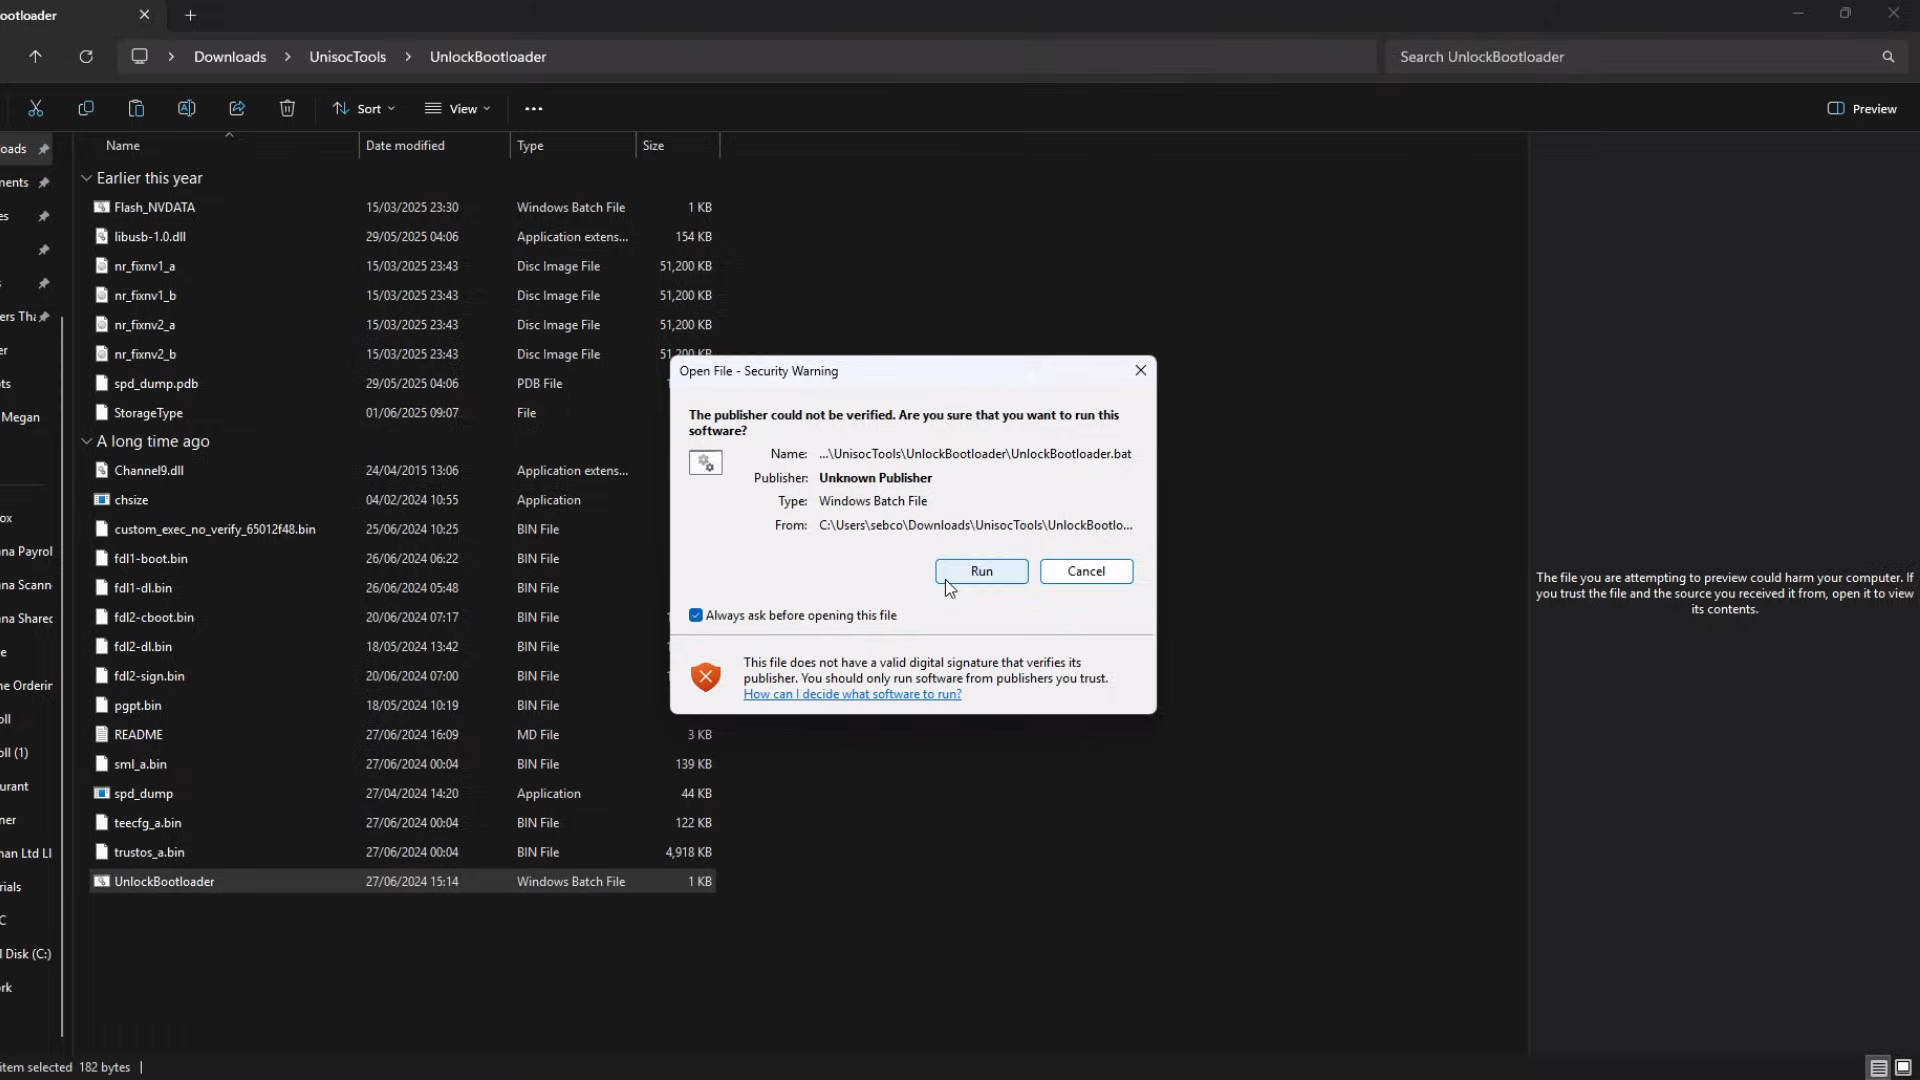 ootloader
Downloads > UnisocTools > UnlockBootloader
Search UnlockBootloader
Sort
View
Preview
Name
Date modified
Type
Size
oads
ments
es
s
ers Tha
er
ots
Megan
ox
ana Payrol
ana Scann
ana Shared
e
ne Orderin
oll
oll (1)
urant
ner
han Ltd Ll
rials
C
l Disk (C:)
rk
Earlier this year
Flash_NVDATA 15/03/2025 23:30 Windows Batch File 1 KB
libusb-1.0.dll 29/05/2025 04:06 Application extens... 154 KB
nr_fixnv1_a 15/03/2025 23:43 Disc Image File 51,200 KB
nr_fixnv1_b 15/03/2025 23:43 Disc Image File 51,200 KB
nr_fixnv2_a 15/03/2025 23:43 Disc Image File 51,200 KB
nr_fixnv2_b 15/03/2025 23:43 Disc Image File 51,200 KB
spd_dump.pdb 29/05/2025 04:06 PDB File
StorageType 01/06/2025 09:07 File
A long time ago
Channel9.dll 24/04/2015 13:06 Application extens...
chsize 04/02/2024 10:55 Application
custom_exec_no_verify_65012f48.bin 25/06/2024 10:25 BIN File
fdl1-boot.bin 26/06/2024 06:22 BIN File
fdl1-dl.bin 26/06/2024 05:48 BIN File
fdl2-cboot.bin 20/06/2024 07:17 BIN File
fdl2-dl.bin 18/05/2024 13:42 BIN File
fdl2-sign.bin 20/06/2024 07:00 BIN File
pgpt.bin 18/05/2024 10:19 BIN File
README 27/06/2024 16:09 MD File 3 KB
sml_a.bin 27/06/2024 00:04 BIN File 139 KB
spd_dump 27/04/2024 14:20 Application 44 KB
teecfg_a.bin 27/06/2024 00:04 BIN File 122 KB
trustos_a.bin 27/06/2024 00:04 BIN File 4,918 KB
UnlockBootloader 27/06/2024 15:14 Windows Batch File 1 KB
Open File - Security Warning
The publisher could not be verified. Are you sure that you want to run this
software?
Name: ...\UnisocTools\UnlockBootloader\UnlockBootloader.bat
Publisher: Unknown Publisher
Type: Windows Batch File
From: C:\Users\sebco\Downloads\UnisocTools\UnlockBootlo...
Run
Cancel
Always ask before opening this file
This file does not have a valid digital signature that verifies its
publisher. You should only run software from publishers you trust.
How can I decide what software to run?
The file you are attempting to preview could harm your computer. If
you trust the file and the source you received it from, open it to view
its contents.
item selected 182 bytes